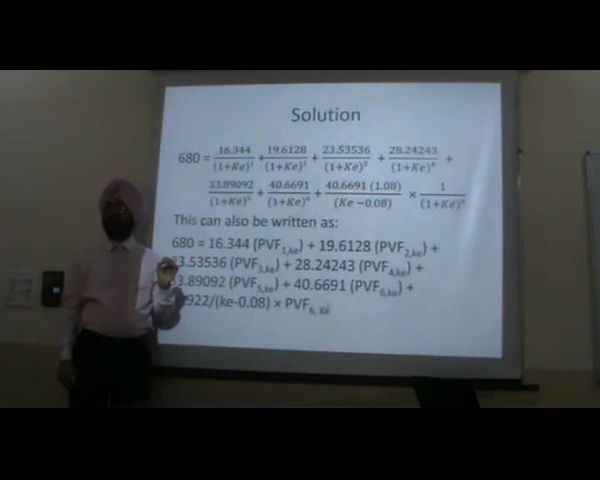 Solution
680 = 16.344/(1+Ke)^1 + 19.6128/(1+Ke)^2 + 23.53536/(1+Ke)^3 + 28.24243/(1+Ke)^4 +
33.89092/(1+Ke)^5 + 40.6691/(1+Ke)^6 + 40.6691 (1.08)/(Ke −0.08) × 1/(1+Ke)^6
This can also be written as:
680 = 16.344 (PVF1,ke) + 19.6128 (PVF2,ke) +
3.53536 (PVF3,ke) + 28.24243 (PVF4,ke) +
3.89092 (PVF5,ke) + 40.6691 (PVF6,ke) +
922/(ke-0.08) × PVF6, Ke